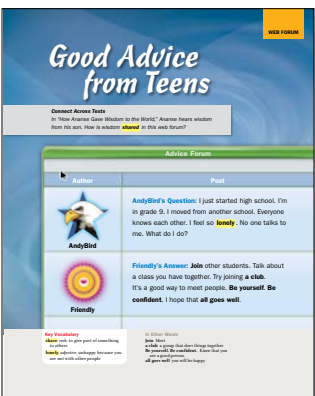 WEB FORUM
Good Advice
from Teens
Connect Across Texts
In "How Ananse Gave Wisdom to the World," Ananse hears wisdom
from his son. How is wisdom shared in this web forum?
Advice Forum
Author Post
AndyBird's Question: I just started high school. I'm
in grade 9. I moved from another school. Everyone
knows each other. I feel so lonely. No one talks to
me. What do I do?
AndyBird
Friendly's Answer: Join other students. Talk about
a class you have together. Try joining a club.
It's a good way to meet people. Be yourself. Be
confident. I hope that all goes well.
Friendly
Key Vocabulary
share verb, to give part of something
to others
lonely adjective, unhappy because you
are not with other people
In Other Words
Join Meet
a club a group that does things together
Be yourself. Be confident. Know that you
are a good person.
all goes well you will be happy